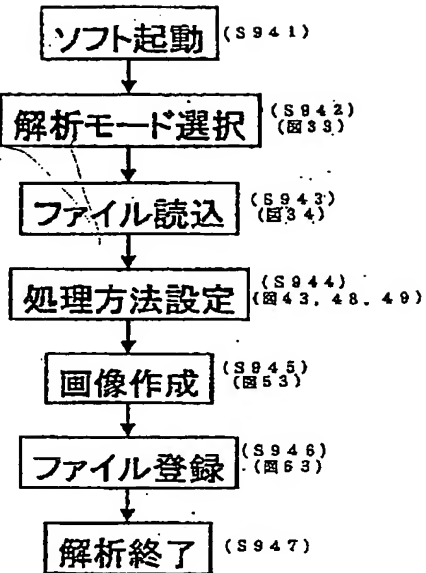 ソフト起動 (S941)
解析モード選択 (S942)
(図33)
ファイル読込 (S943)
(図34)
処理方法設定 (S944)
(図43, 48, 49)
画像作成 (S945)
(図53)
ファイル登録 (S946)
(図63)
解析終了 (S947)